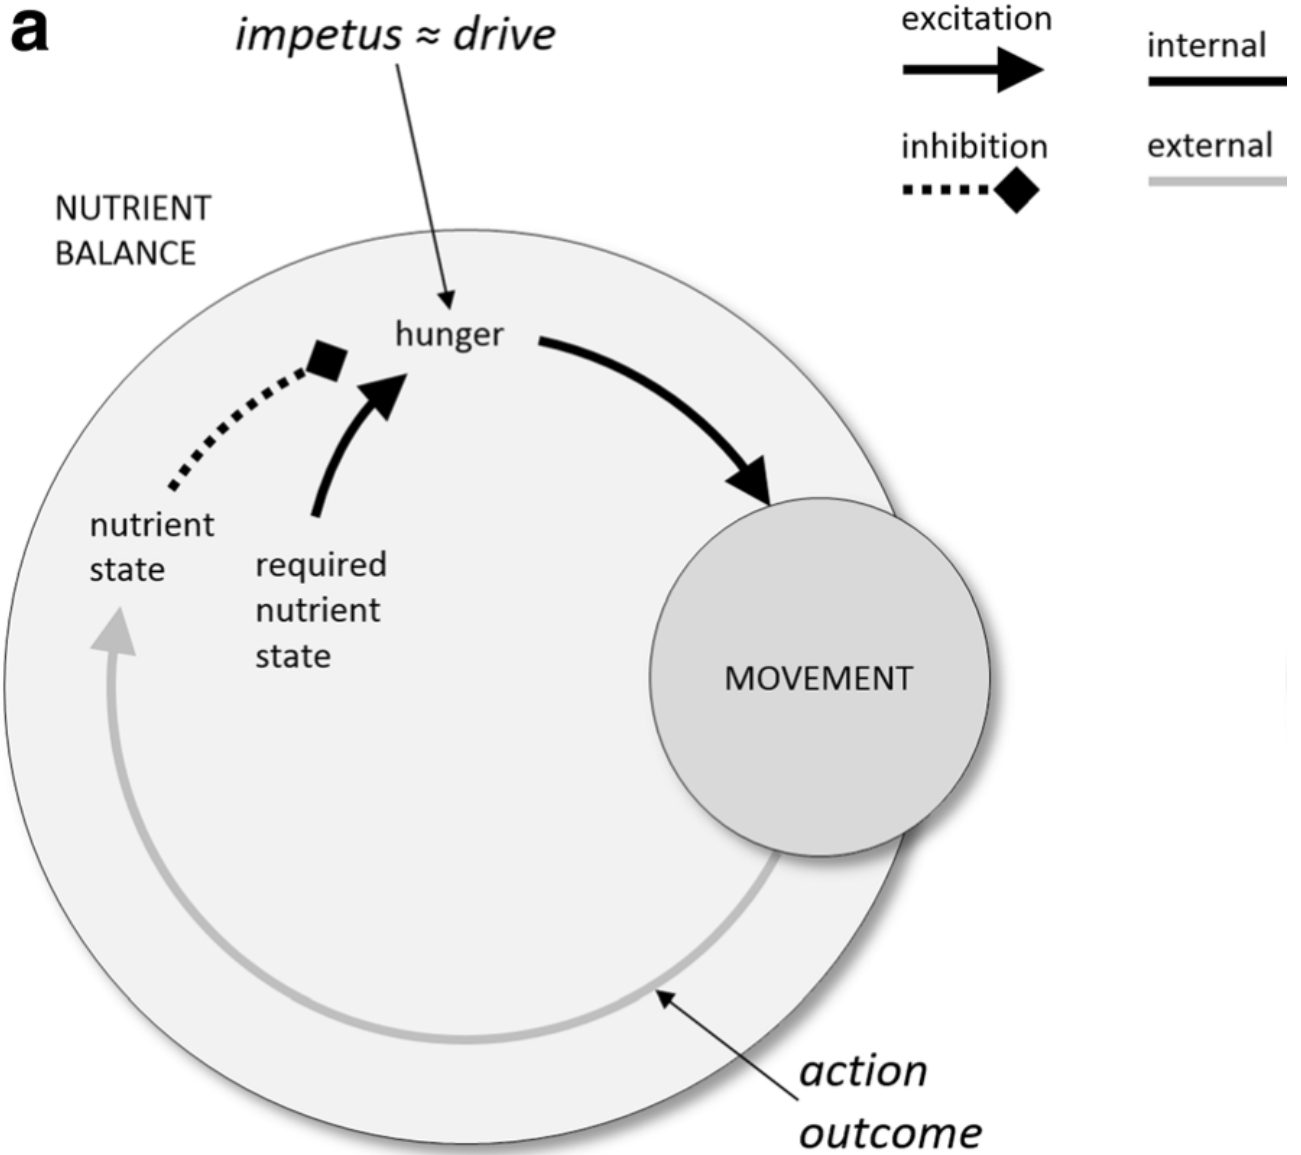 a
impetus ≈ drive
excitation
internal
inhibition
external
NUTRIENT
BALANCE
hunger
nutrient
state
required
nutrient
state
MOVEMENT
action
outcome